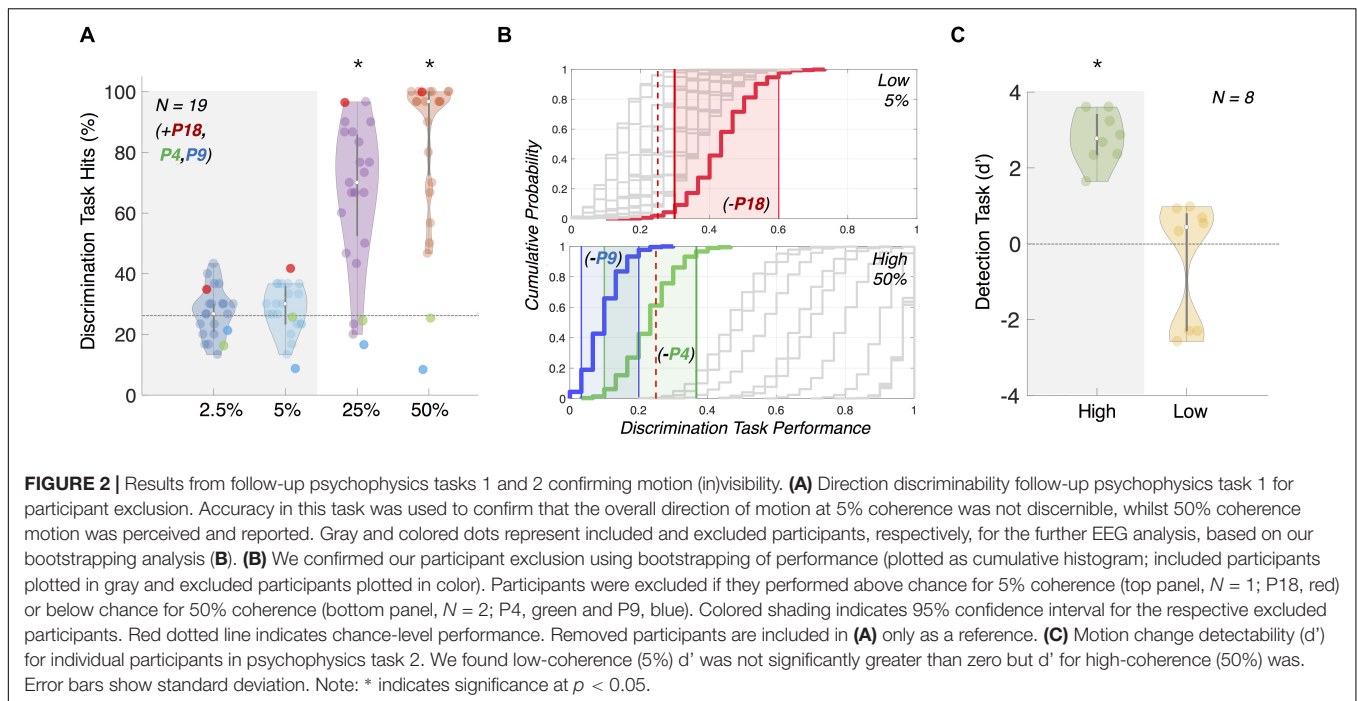 A
B
C
*
*
*
Discrimination Task Hits (%)
100
80
60
40
20
0
N = 19
(+P18,
P4,P9)
2.5%
5%
25%
50%
Cumulative Probability
1
0.8
0.6
0.4
0.2
0
0
0.2
0.4
0.6
0.8
1
Low
5%
(-P18)
1
0.8
0.6
0.4
0.2
0
(-P9)
(-P4)
High
50%
0
0.2
0.4
0.6
0.8
1
Discrimination Task Performance
Detection Task (d')
4
2
0
-2
-4
N = 8
High
Low
FIGURE 2 | Results from follow-up psychophysics tasks 1 and 2 confirming motion (in)visibility. (A) Direction discriminability follow-up psychophysics task 1 for
participant exclusion. Accuracy in this task was used to confirm that the overall direction of motion at 5% coherence was not discernible, whilst 50% coherence
motion was perceived and reported. Gray and colored dots represent included and excluded participants, respectively, for the further EEG analysis, based on our
bootstrapping analysis (B). (B) We confirmed our participant exclusion using bootstrapping of performance (plotted as cumulative histogram; included participants
plotted in gray and excluded participants plotted in color). Participants were excluded if they performed above chance for 5% coherence (top panel, N = 1; P18, red)
or below chance for 50% coherence (bottom panel, N = 2; P4, green and P9, blue). Colored shading indicates 95% confidence interval for the respective excluded
participants. Red dotted line indicates chance-level performance. Removed participants are included in (A) only as a reference. (C) Motion change detectability (d')
for individual participants in psychophysics task 2. We found low-coherence (5%) d' was not significantly greater than zero but d' for high-coherence (50%) was.
Error bars show standard deviation. Note: * indicates significance at p < 0.05.